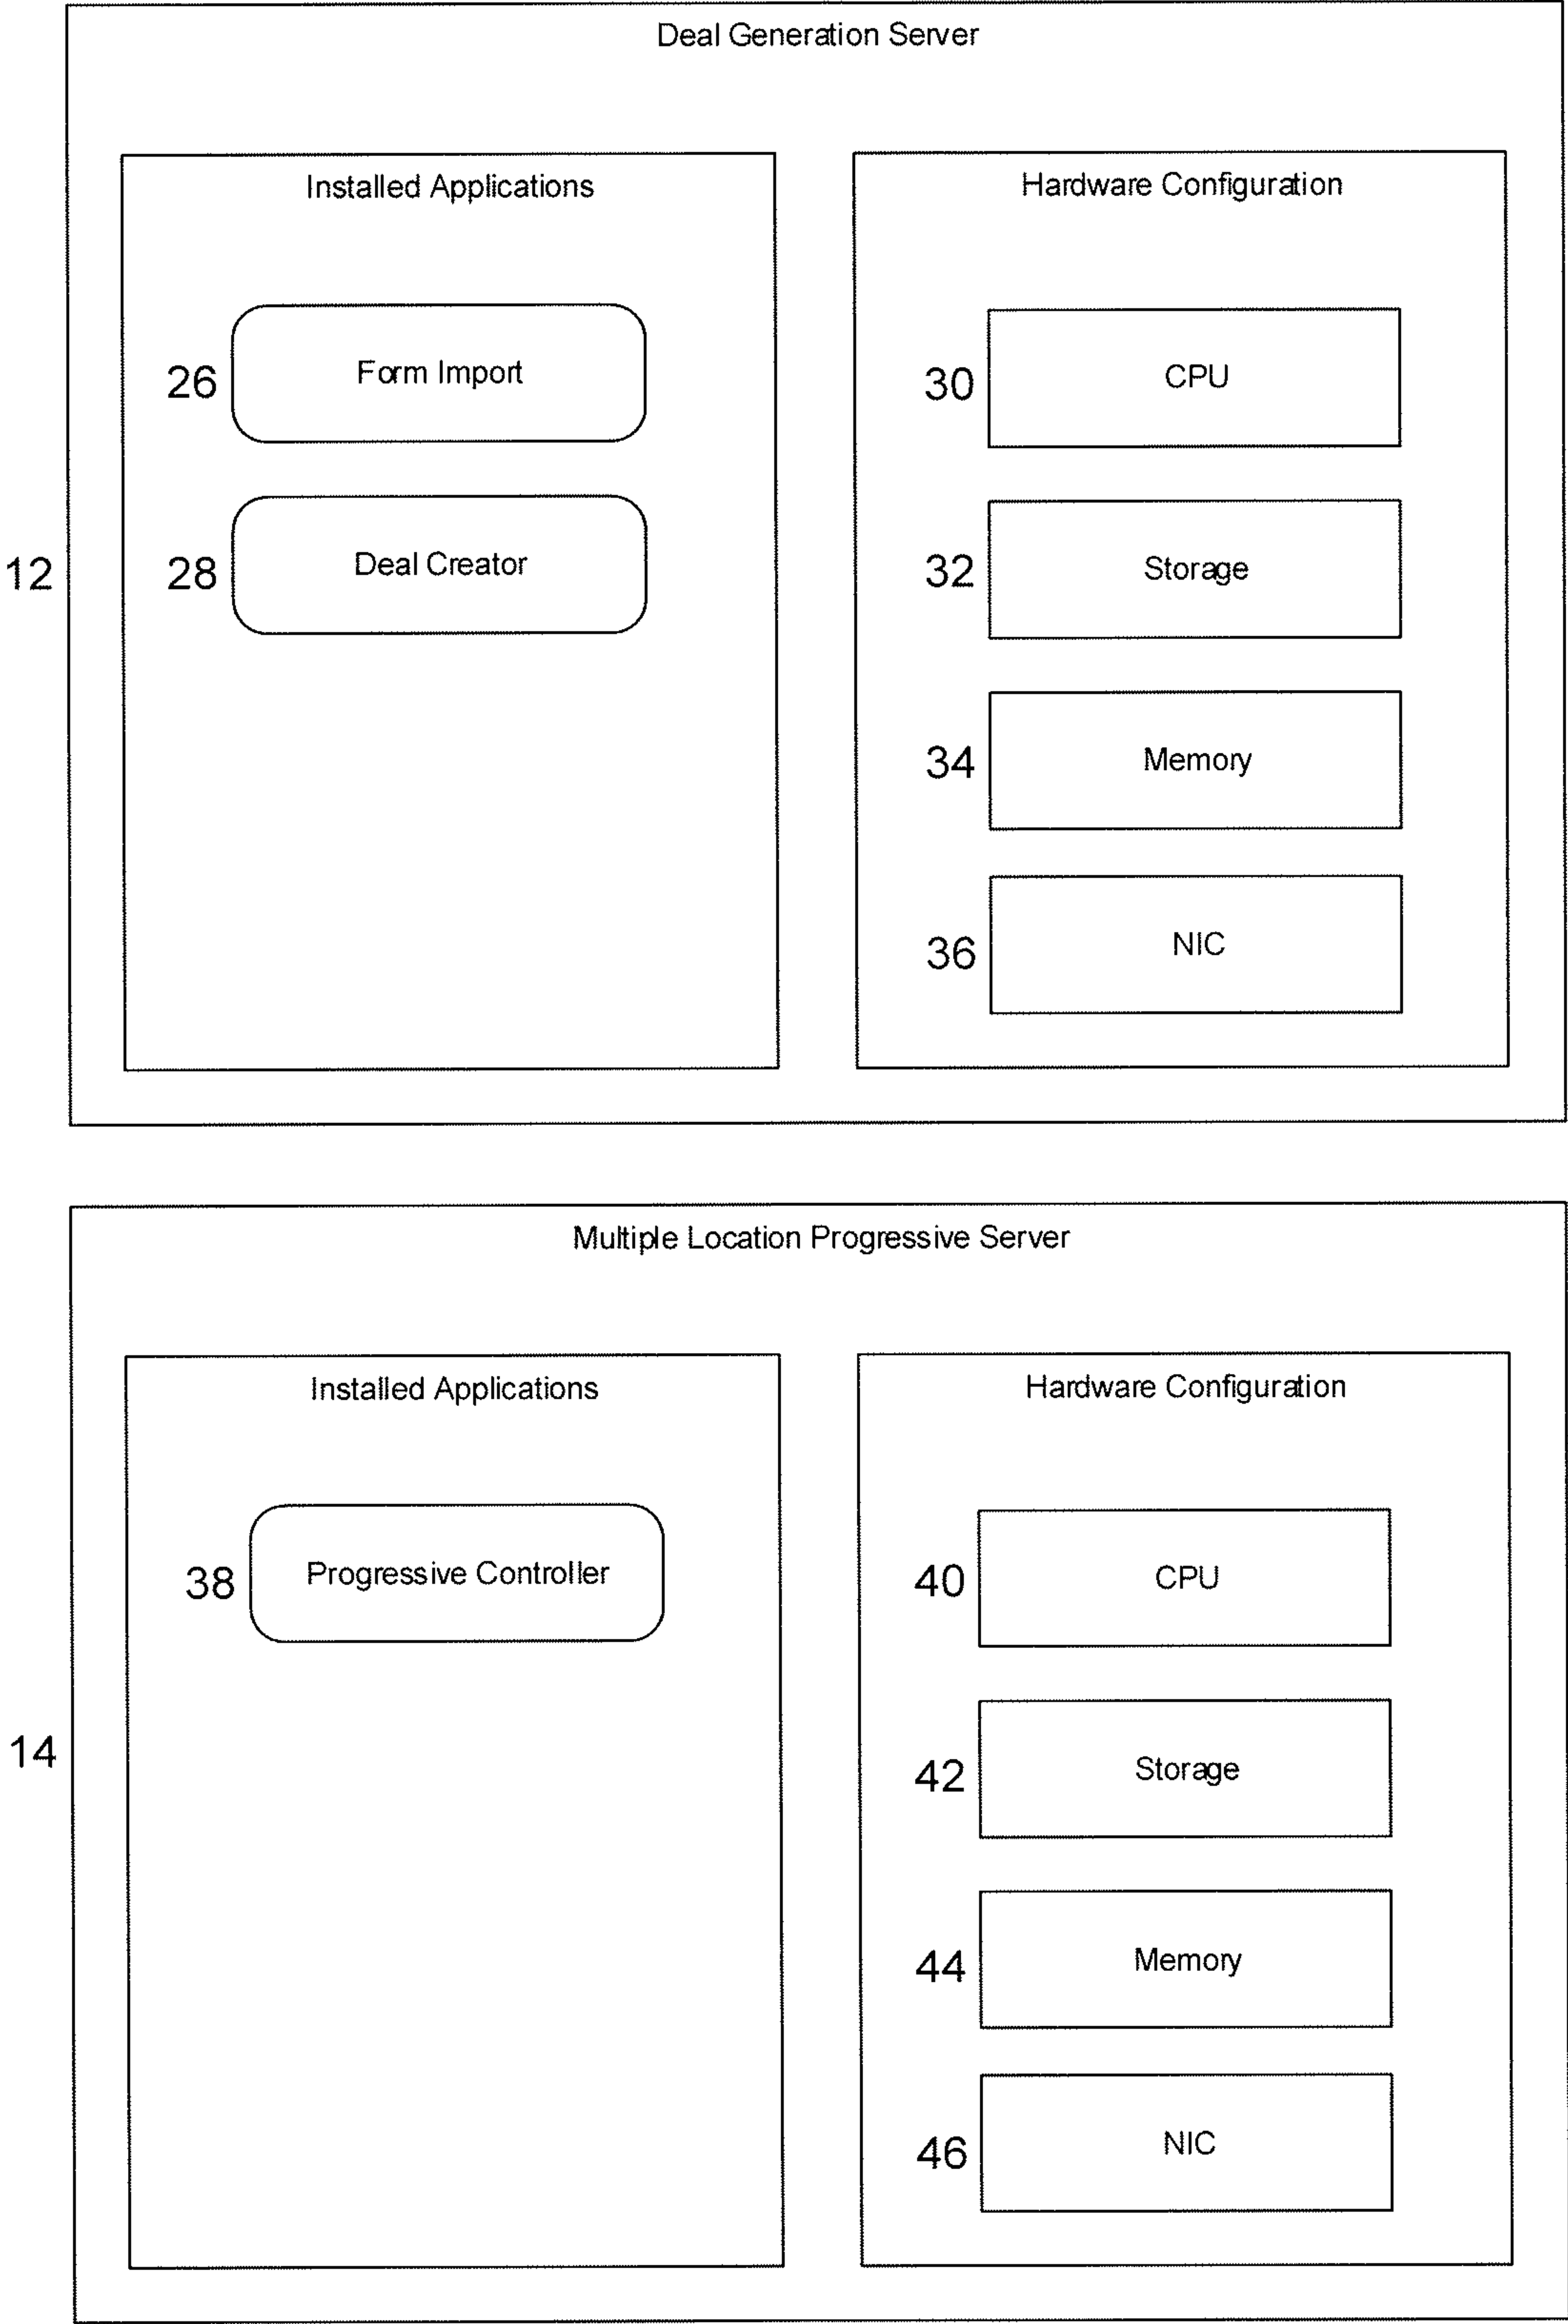 Deal Generation Server
Installed Applications
Hardware Configuration
26 Form Import
30 CPU
12
28 Deal Creator
32 Storage
34 Memory
36 NIC
Multiple Location Progressive Server
Installed Applications
Hardware Configuration
38 Progressive Controller
40 CPU
14
42 Storage
44 Memory
46 NIC